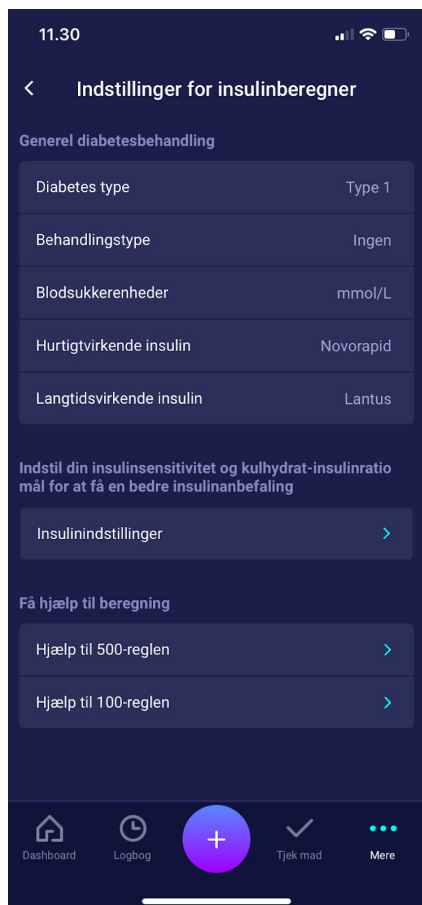 11.30
Indstillinger for insulinberegner
Generel diabetesbehandling
Diabetes type Type 1
Behandlingstype Ingen
Blodsukkerenheder mmol/L
Hurtigtvirkende insulin Novorapid
Langtidsvirkende insulin Lantus
Indstil din insulinsensitivitet og kulhydrat-insulinratio
mål for at få en bedre insulinanbefaling
Insulinindstillinger
Få hjælp til beregning
Hjælp til 500-reglen
Hjælp til 100-reglen
Dashboard Logbog Tjek mad Mere